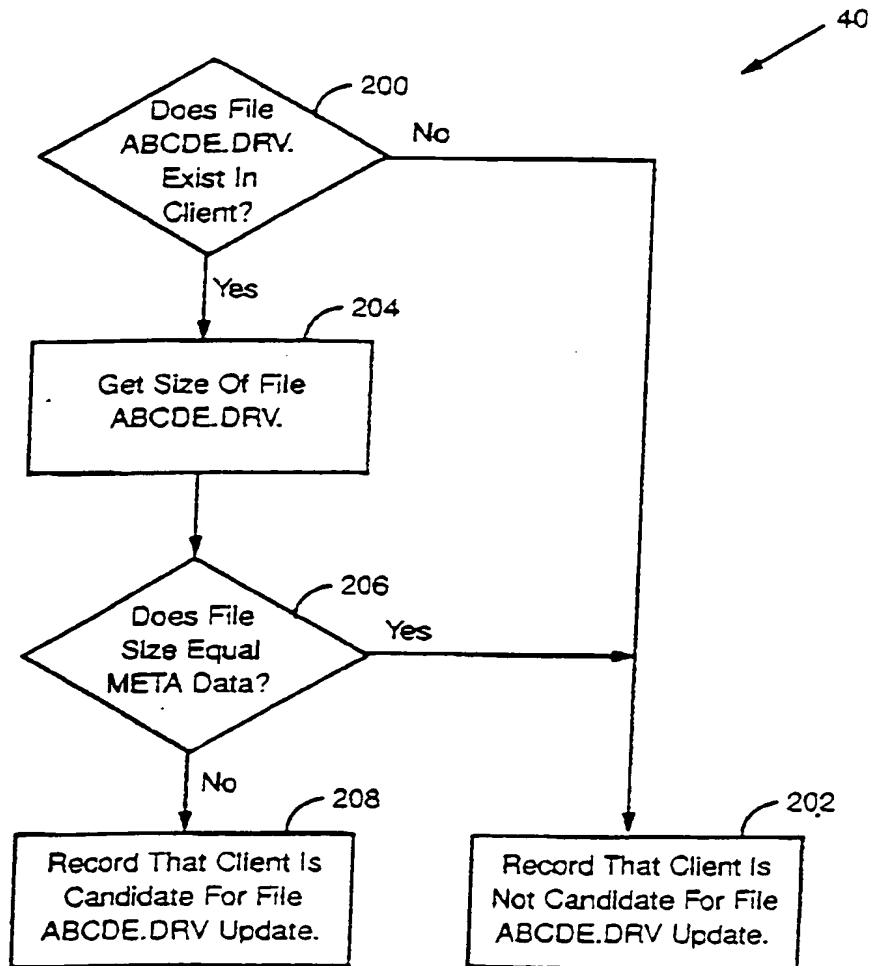 40
200
Does File
ABCDE.DRV.
Exist In
Client?
No
Yes
204
Get Size Of File
ABCDE.DRV.
206
Does File
Size Equal
META Data?
Yes
No
208
Record That Client Is
Candidate For File
ABCDE.DRV Update.
202
Record That Client Is
Not Candidate For File
ABCDE.DRV Update.